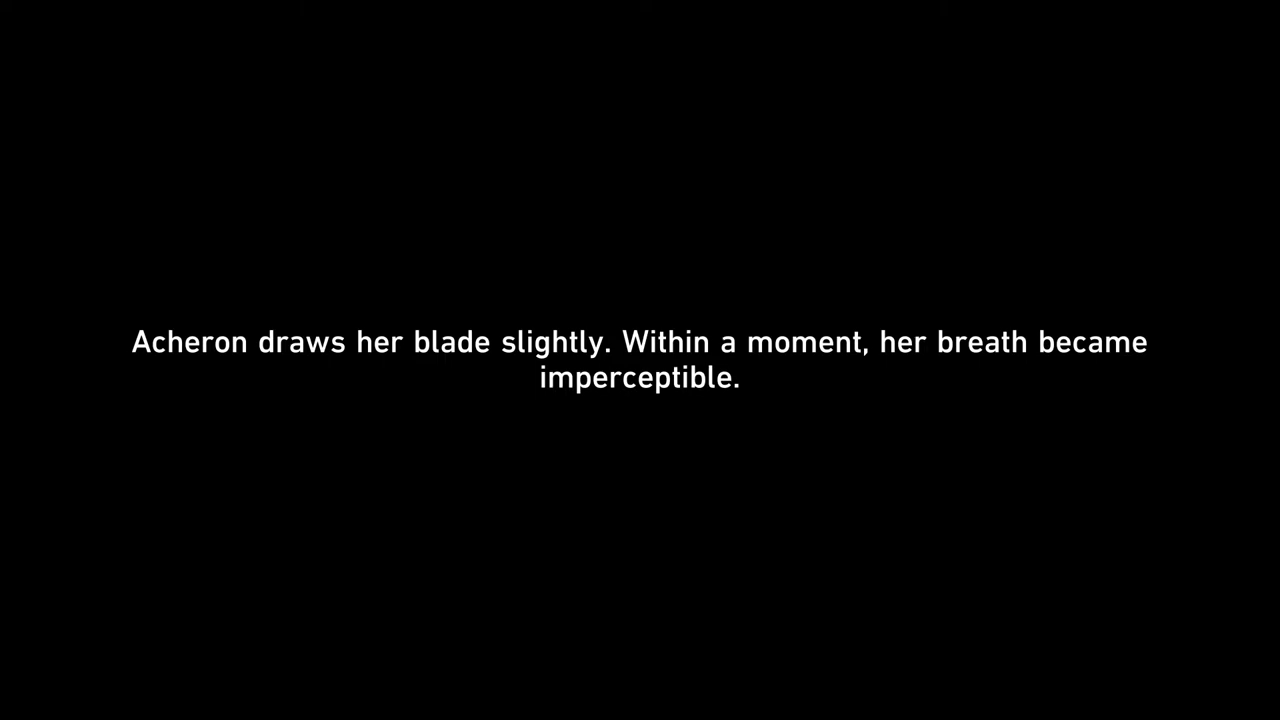 Acheron draws her blade slightly. Within a moment, her breath became
imperceptible.